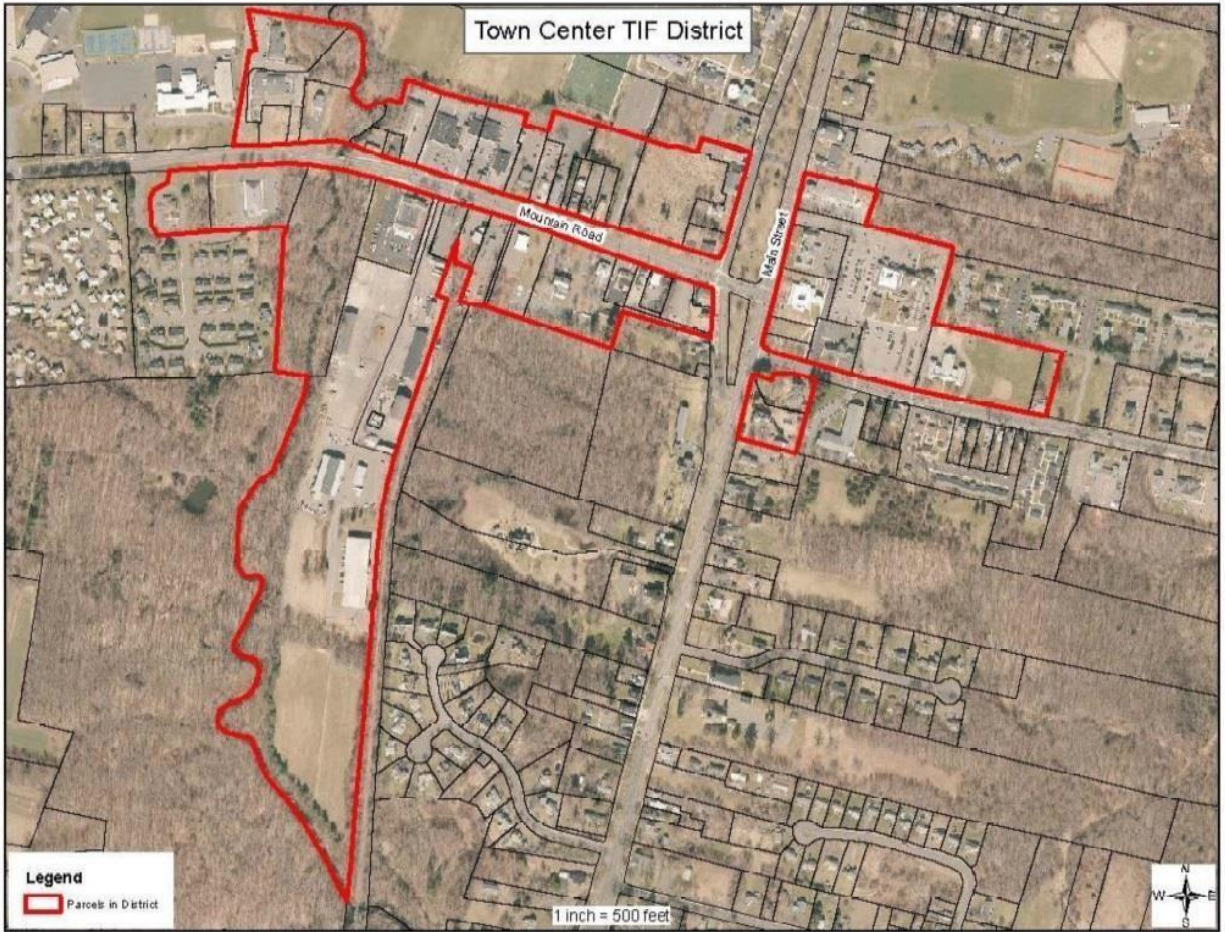 Town Center TIF District
Mountain Road
Main Street
Legend
Parcels in District
1 inch = 500 feet
N
W
E
S